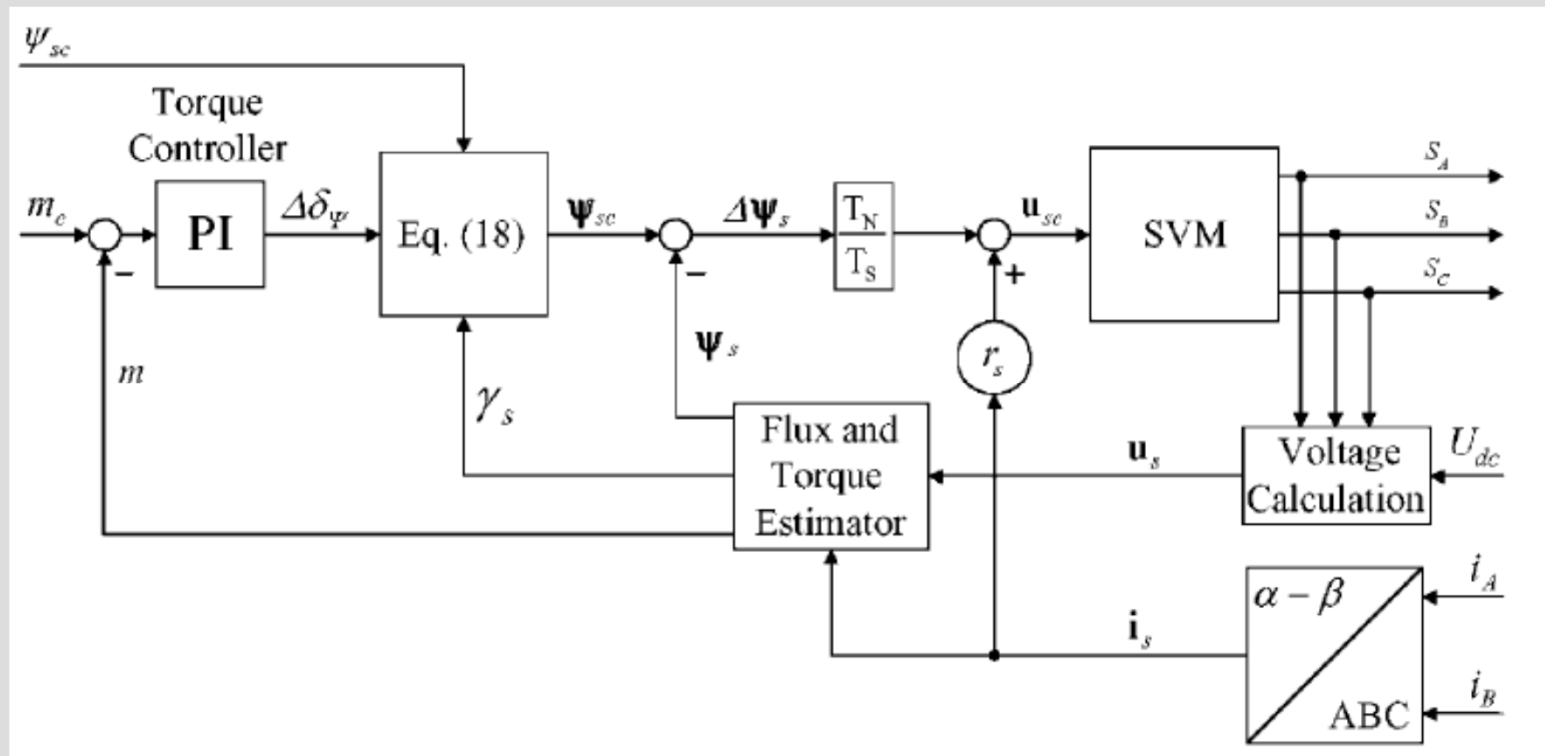 ψsc
Torque
Controller
mc
PI
Δδψ
Eq. (18)
ψsc
Δψs
TN
TS
usc
SVM
SA
SB
SC
−
−
+
m
γs
ψs
rs
Flux and
Torque
Estimator
us
Voltage
Calculation
Udc
is
α − β
ABC
iA
iB